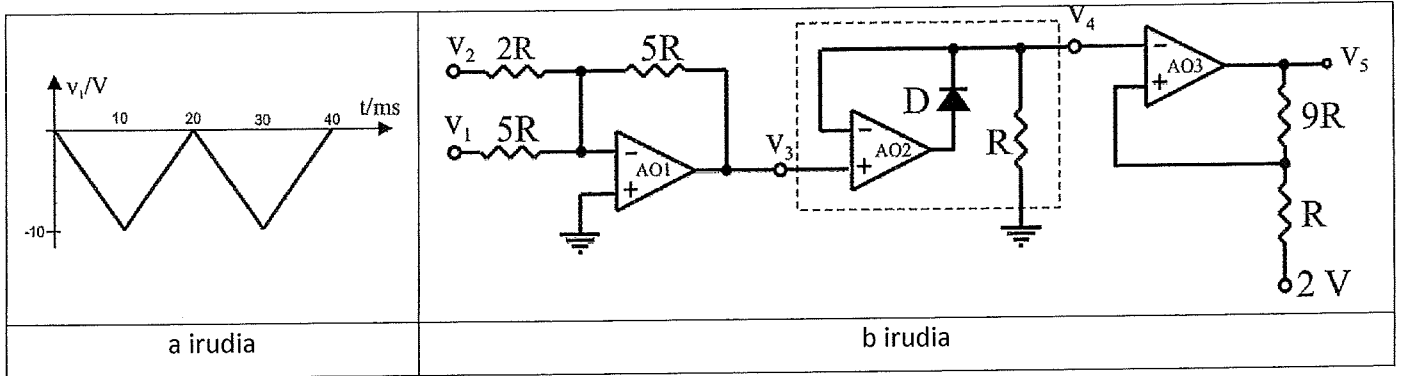 v₁/V
t/ms
10
20
30
40
-10
a irudia
V₂
2R
5R
V₁
5R
AO1
V₃
AO2
D
R
V₄
AO3
V₅
9R
R
2 V
b irudia
-
+
-
+
-
+